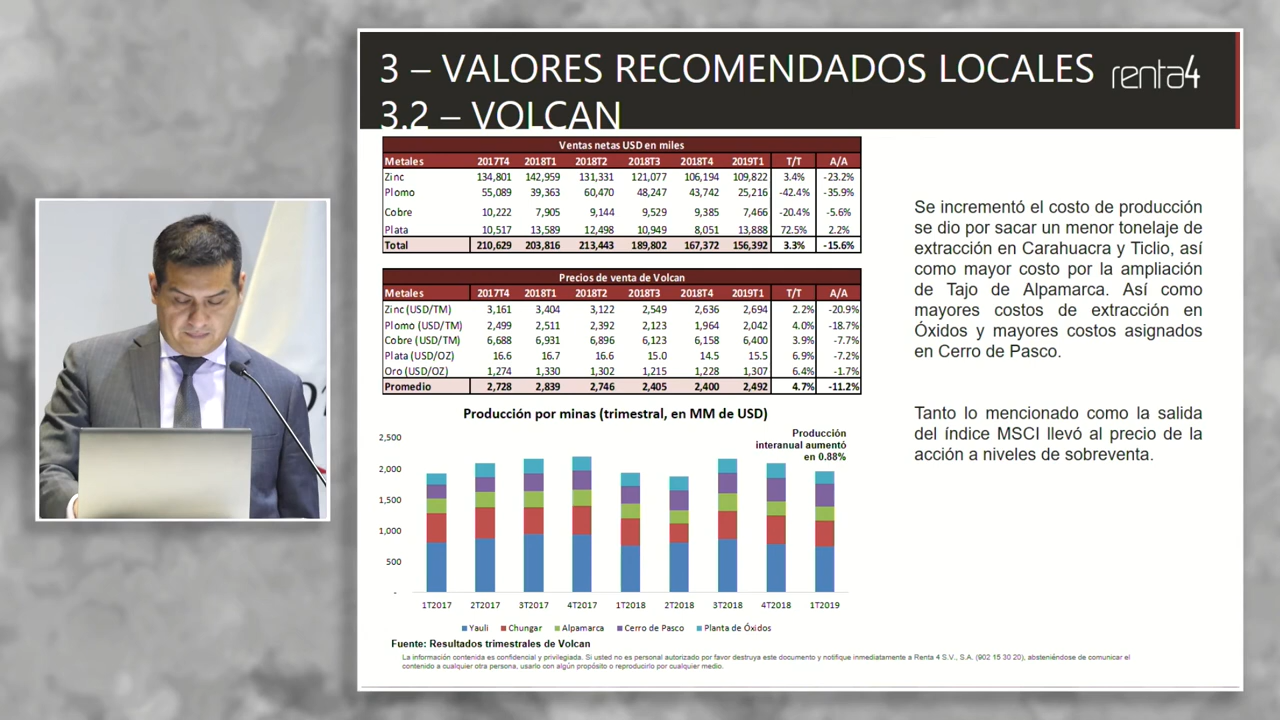 3 – VALORES RECOMENDADOS LOCALES
renta4
3.2 – VOLCAN
Ventas netas USD en miles
Metales 2017T4 2018T1 2018T2 2018T3 2018T4 2019T1 T/T A/A
Zinc 134,801 142,959 131,331 121,077 106,194 109,822 3.4% -23.2%
Plomo 55,089 39,363 60,470 48,247 43,742 25,216 -42.4% -35.9%
Cobre 10,222 7,905 9,144 9,529 9,385 7,466 -20.4% -5.6%
Plata 10,517 13,589 12,498 10,949 8,051 13,888 72.5% 2.2%
Total 210,629 203,816 213,443 189,802 167,372 156,392 3.3% -15.6%
Precios de venta de Volcan
Metales 2017T4 2018T1 2018T2 2018T3 2018T4 2019T1 T/T A/A
Zinc (USD/TM) 3,161 3,404 3,122 2,549 2,636 2,694 2.2% -20.9%
Plomo (USD/TM) 2,499 2,511 2,392 2,123 1,964 2,042 4.0% -18.7%
Cobre (USD/TM) 6,688 6,931 6,896 6,123 6,158 6,400 3.9% -7.7%
Plata (USD/OZ) 16.6 16.7 16.6 15.0 14.5 15.5 6.9% -7.2%
Oro (USD/OZ) 1,274 1,330 1,302 1,215 1,228 1,307 6.4% -1.7%
Promedio 2,728 2,839 2,746 2,405 2,400 2,492 4.7% -11.2%
Producción por minas (trimestral, en MM de USD)
Producción
interanual aumentó
en 0.88%
2,500
2,000
1,500
1,000
500
-
1T2017 2T2017 3T2017 4T2017 1T2018 2T2018 3T2018 4T2018 1T2019
Yauli Chungar Alpamarca Cerro de Pasco Planta de Óxidos
Fuente: Resultados trimestrales de Volcan
La información contenida es confidencial y privilegiada. Si usted no es personal autorizado por favor destruya este documento y notifique inmediatamente a Renta 4 S.V., S.A. (902 15 30 20), absteniéndose de comunicar el
contenido a cualquier otra persona, usarlo con algún propósito o reproducirlo por cualquier medio.
Se incrementó el costo de producción
se dio por sacar un menor tonelaje de
extracción en Carahuacra y Ticlio, así
como mayor costo por la ampliación
de Tajo de Alpamarca. Así como
mayores costos de extracción en
Óxidos y mayores costos asignados
en Cerro de Pasco.
Tanto lo mencionado como la salida
del índice MSCI llevó al precio de la
acción a niveles de sobreventa.